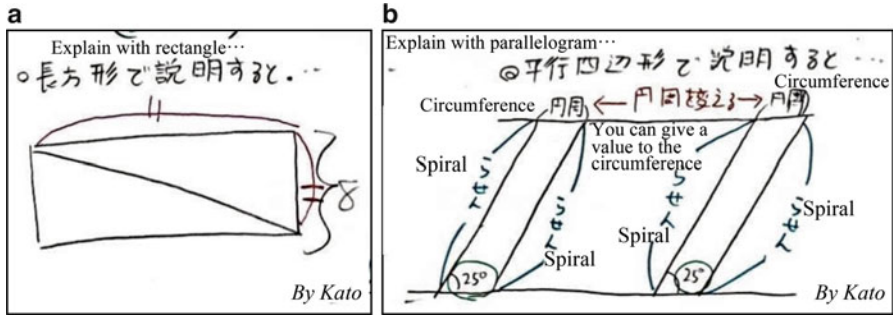 a
Explain with rectangle…
○長方形で説明すると...
8
By Kato
b
Explain with parallelogram…
◎平行四辺形で説明すると…
Circumference
円周
←円周替える→
円周
Circumference
You can give a
value to the
circumference
Spiral
らせん
らせん
Spiral
らせん
Spiral
らせん
Spiral
25°
25°
By Kato